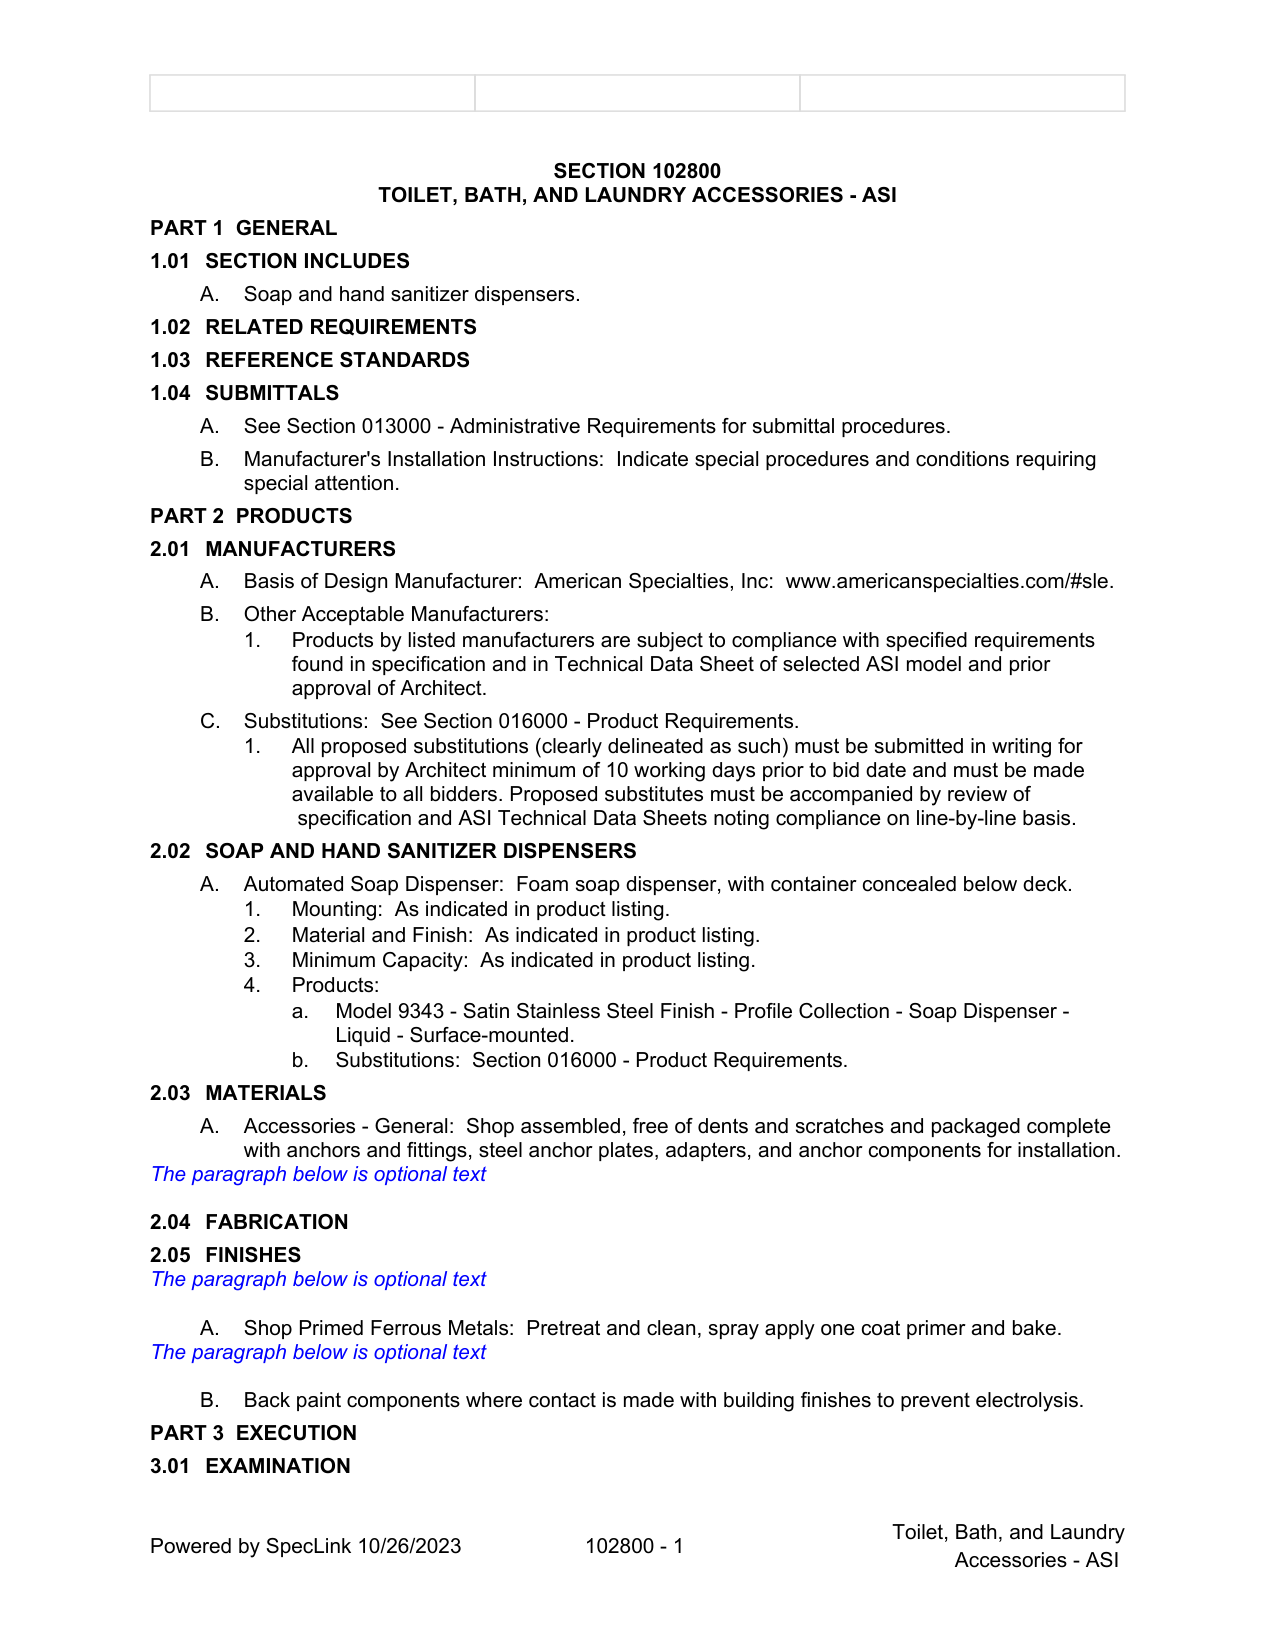 SECTION 102800
TOILET, BATH, AND LAUNDRY ACCESSORIES - ASI
PART 1  GENERAL
1.01  SECTION INCLUDES
A.  Soap and hand sanitizer dispensers.
1.02  RELATED REQUIREMENTS
1.03  REFERENCE STANDARDS
1.04  SUBMITTALS
A.  See Section 013000 - Administrative Requirements for submittal procedures.
B.  Manufacturer's Installation Instructions:  Indicate special procedures and conditions requiring
special attention.
PART 2  PRODUCTS
2.01  MANUFACTURERS
A.  Basis of Design Manufacturer:  American Specialties, Inc:  www.americanspecialties.com/#sle.
B.  Other Acceptable Manufacturers:
1.  Products by listed manufacturers are subject to compliance with specified requirements
found in specification and in Technical Data Sheet of selected ASI model and prior
approval of Architect.
C.  Substitutions:  See Section 016000 - Product Requirements.
1.  All proposed substitutions (clearly delineated as such) must be submitted in writing for
approval by Architect minimum of 10 working days prior to bid date and must be made
available to all bidders. Proposed substitutes must be accompanied by review of
specification and ASI Technical Data Sheets noting compliance on line-by-line basis.
2.02  SOAP AND HAND SANITIZER DISPENSERS
A.  Automated Soap Dispenser:  Foam soap dispenser, with container concealed below deck.
1.  Mounting:  As indicated in product listing.
2.  Material and Finish:  As indicated in product listing.
3.  Minimum Capacity:  As indicated in product listing.
4.  Products:
a.  Model 9343 - Satin Stainless Steel Finish - Profile Collection - Soap Dispenser -
Liquid - Surface-mounted.
b.  Substitutions:  Section 016000 - Product Requirements.
2.03  MATERIALS
A.  Accessories - General:  Shop assembled, free of dents and scratches and packaged complete
with anchors and fittings, steel anchor plates, adapters, and anchor components for installation.
The paragraph below is optional text
2.04  FABRICATION
2.05  FINISHES
The paragraph below is optional text
A.  Shop Primed Ferrous Metals:  Pretreat and clean, spray apply one coat primer and bake.
The paragraph below is optional text
B.  Back paint components where contact is made with building finishes to prevent electrolysis.
PART 3  EXECUTION
3.01  EXAMINATION
Powered by SpecLink 10/26/2023
102800 - 1
Toilet, Bath, and Laundry
Accessories - ASI